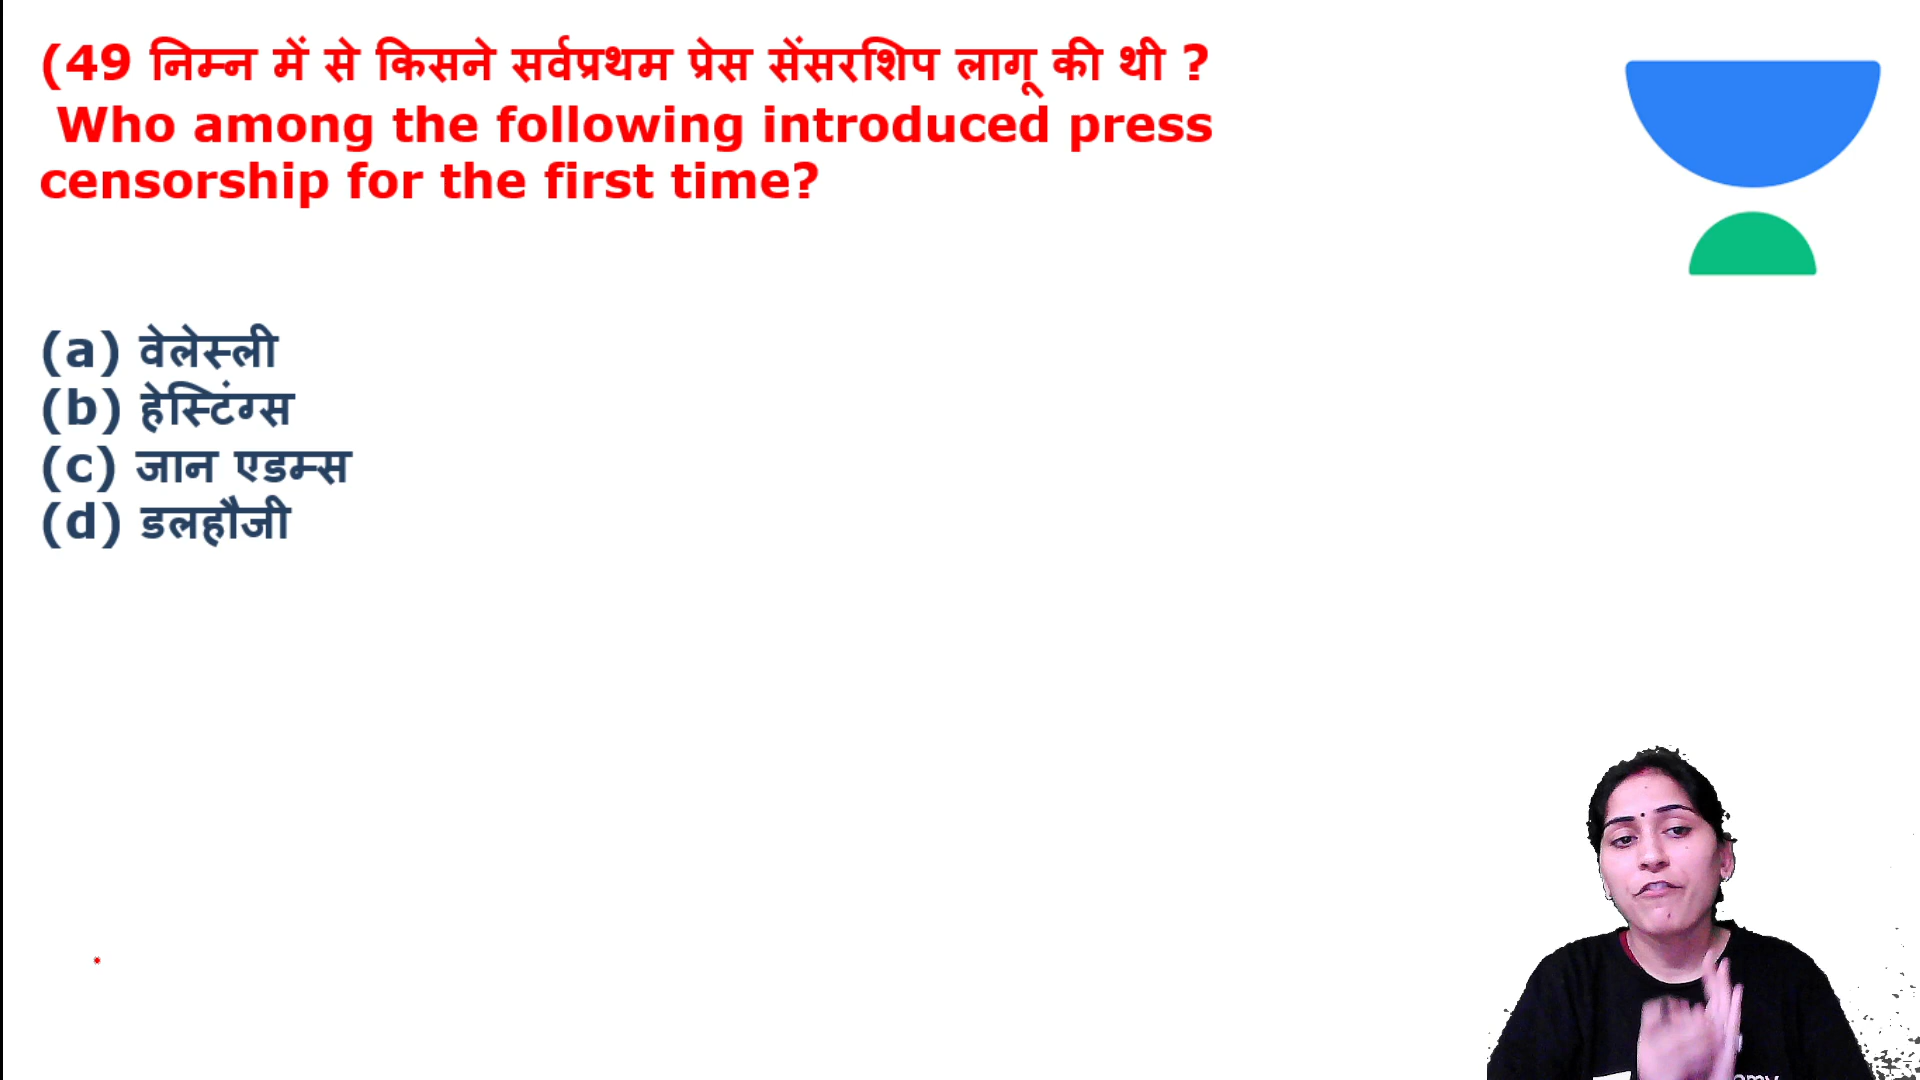 (49 निम्न में से किसने सर्वप्रथम प्रेस सेंसरशिप लागू की थी ?
Who among the following introduced press
censorship for the first time?
(a) वेलेस्ली
(b) हेस्टिंग्स
(c) जान एडम्स
(d) डलहौजी